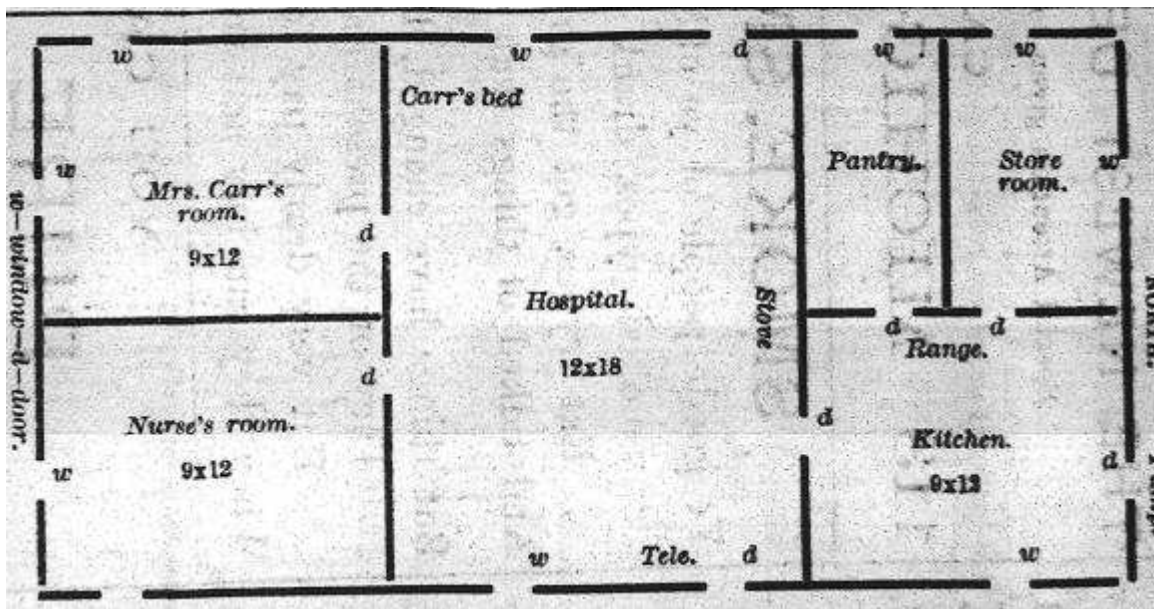 w
w
d
w
w
Carr's bed
Pantry.
Store
room.
w
w
Mrs. Carr's
room.
9x12
d
w—window—d—door.
Hospital.
12x18
Stove
d
d
Range.
d
Nurse's room.
9x12
w
d
Kitchen.
9x12
d
w
Tele.
d
w